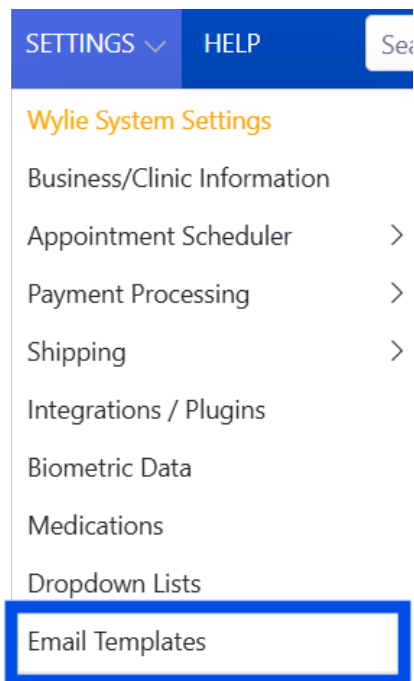 SETTINGS HELP
Wylie System Settings
Business/Clinic Information
Appointment Scheduler
Payment Processing
Shipping
Integrations / Plugins
Biometric Data
Medications
Dropdown Lists
Email Templates